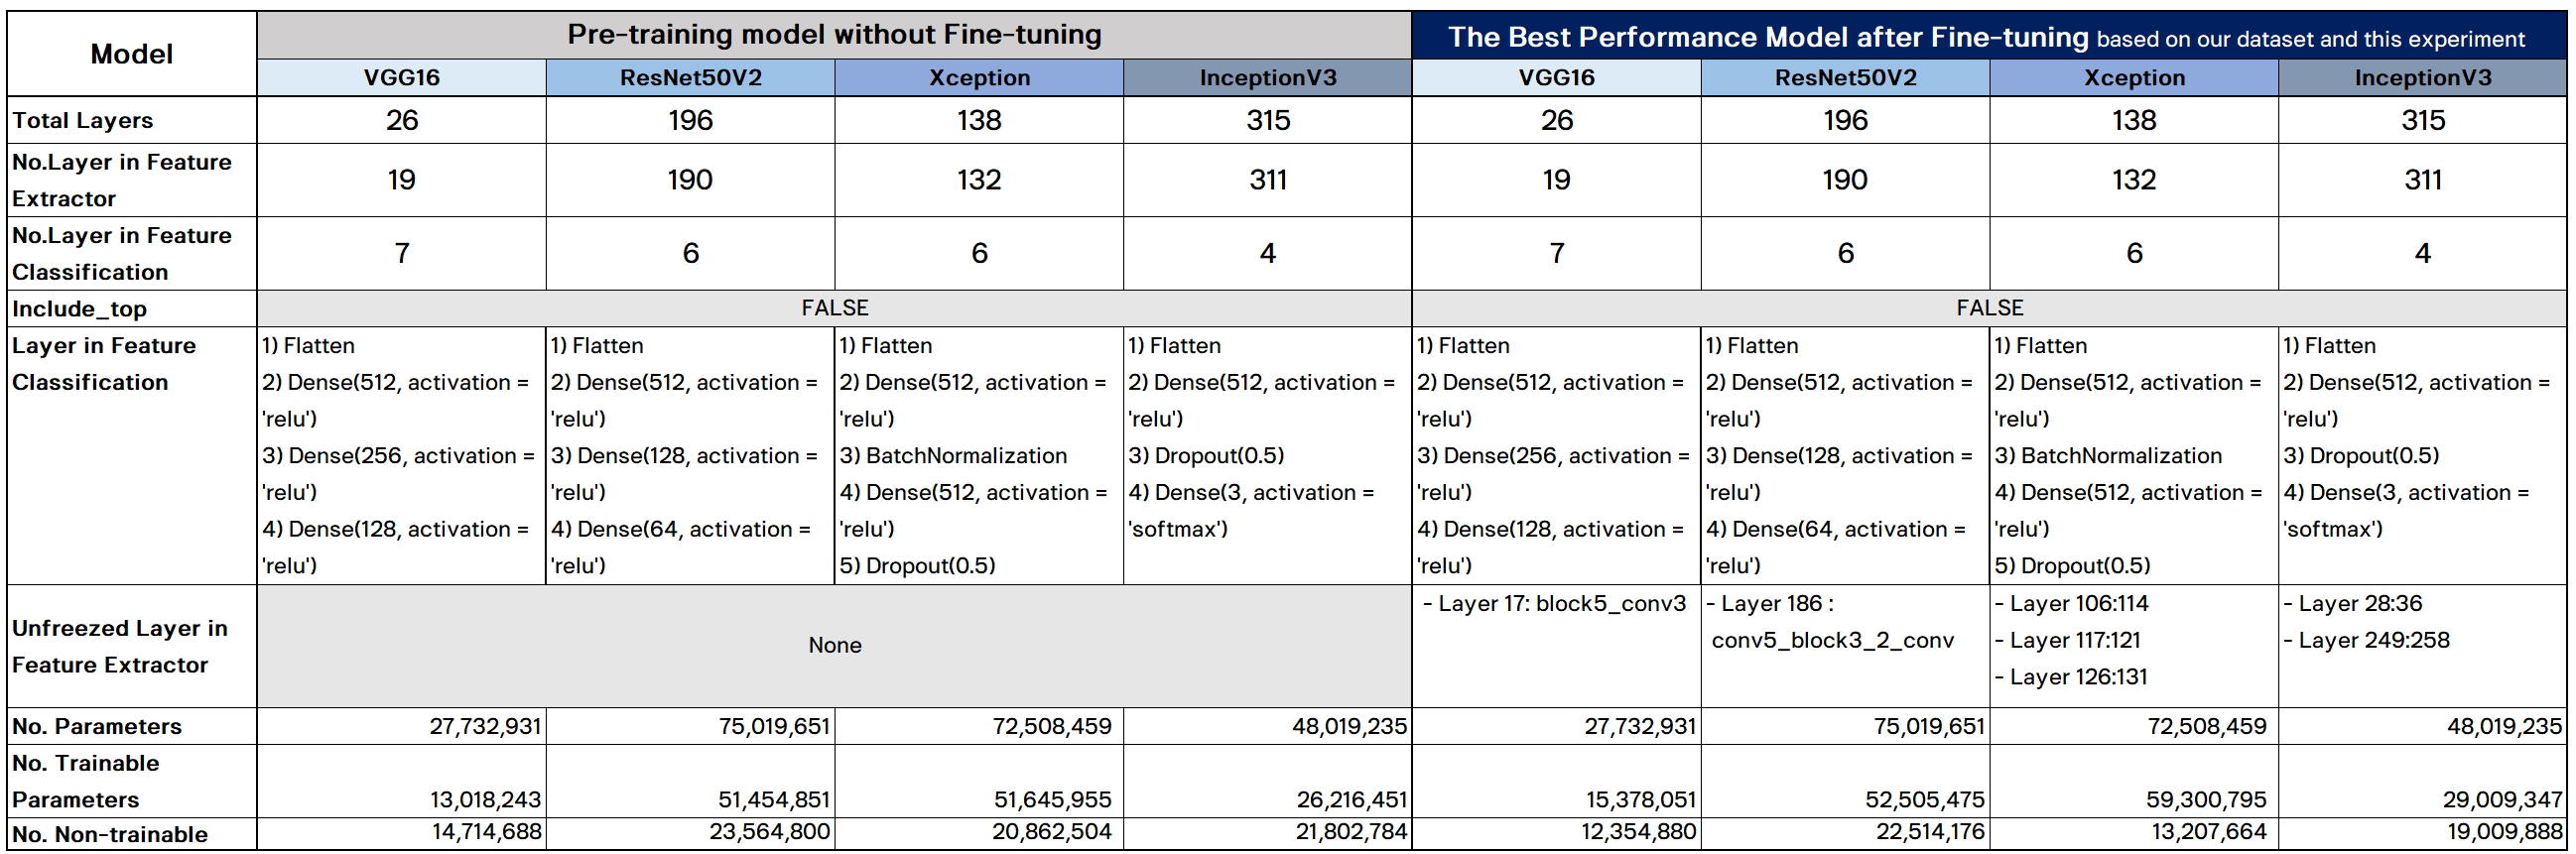 Model
Pre-training model without Fine-tuning
The Best Performance Model after Fine-tuning based on our dataset and this experiment
VGG16 ResNet50V2 Xception InceptionV3 VGG16 ResNet50V2 Xception InceptionV3
Total Layers 26 196 138 315 26 196 138 315
No.Layer in Feature
Extractor
19 190 132 311 19 190 132 311
No.Layer in Feature
Classification
7 6 6 4 7 6 6 4
Include_top FALSE FALSE
Layer in Feature
Classification
1) Flatten
2) Dense(512, activation =
'relu')
3) Dense(256, activation =
'relu')
4) Dense(128, activation =
'relu')
1) Flatten
2) Dense(512, activation =
'relu')
3) Dense(128, activation =
'relu')
4) Dense(64, activation =
'relu')
1) Flatten
2) Dense(512, activation =
'relu')
3) BatchNormalization
4) Dense(512, activation =
'relu')
5) Dropout(0.5)
1) Flatten
2) Dense(512, activation =
'relu')
3) Dropout(0.5)
4) Dense(3, activation =
'softmax')
1) Flatten
2) Dense(512, activation =
'relu')
3) Dense(256, activation =
'relu')
4) Dense(128, activation =
'relu')
1) Flatten
2) Dense(512, activation =
'relu')
3) Dense(128, activation =
'relu')
4) Dense(64, activation =
'relu')
1) Flatten
2) Dense(512, activation =
'relu')
3) BatchNormalization
4) Dense(512, activation =
'relu')
5) Dropout(0.5)
1) Flatten
2) Dense(512, activation =
'relu')
3) Dropout(0.5)
4) Dense(3, activation =
'softmax')
Unfreezed Layer in
Feature Extractor
None
- Layer 17: block5_conv3
- Layer 186 :
conv5_block3_2_conv
- Layer 106:114
- Layer 117:121
- Layer 126:131
- Layer 28:36
- Layer 249:258
No. Parameters 27,732,931 75,019,651 72,508,459 48,019,235 27,732,931 75,019,651 72,508,459 48,019,235
No. Trainable
Parameters 13,018,243 51,454,851 51,645,955 26,216,451 15,378,051 52,505,475 59,300,795 29,009,347
No. Non-trainable 14,714,688 23,564,800 20,862,504 21,802,784 12,354,880 22,514,176 13,207,664 19,009,888